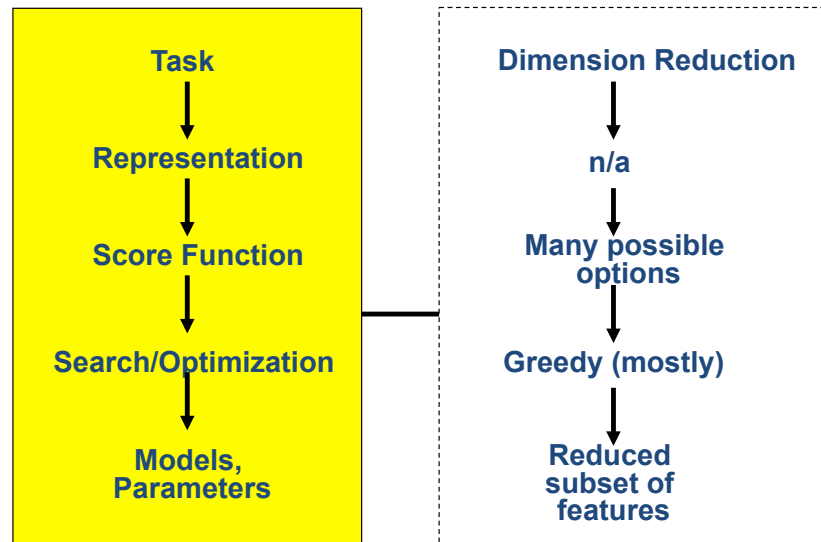 Task
Representation
Score Function
Search/Optimization
Models,
Parameters
Dimension Reduction
n/a
Many possible
options
Greedy (mostly)
Reduced
subset of
features